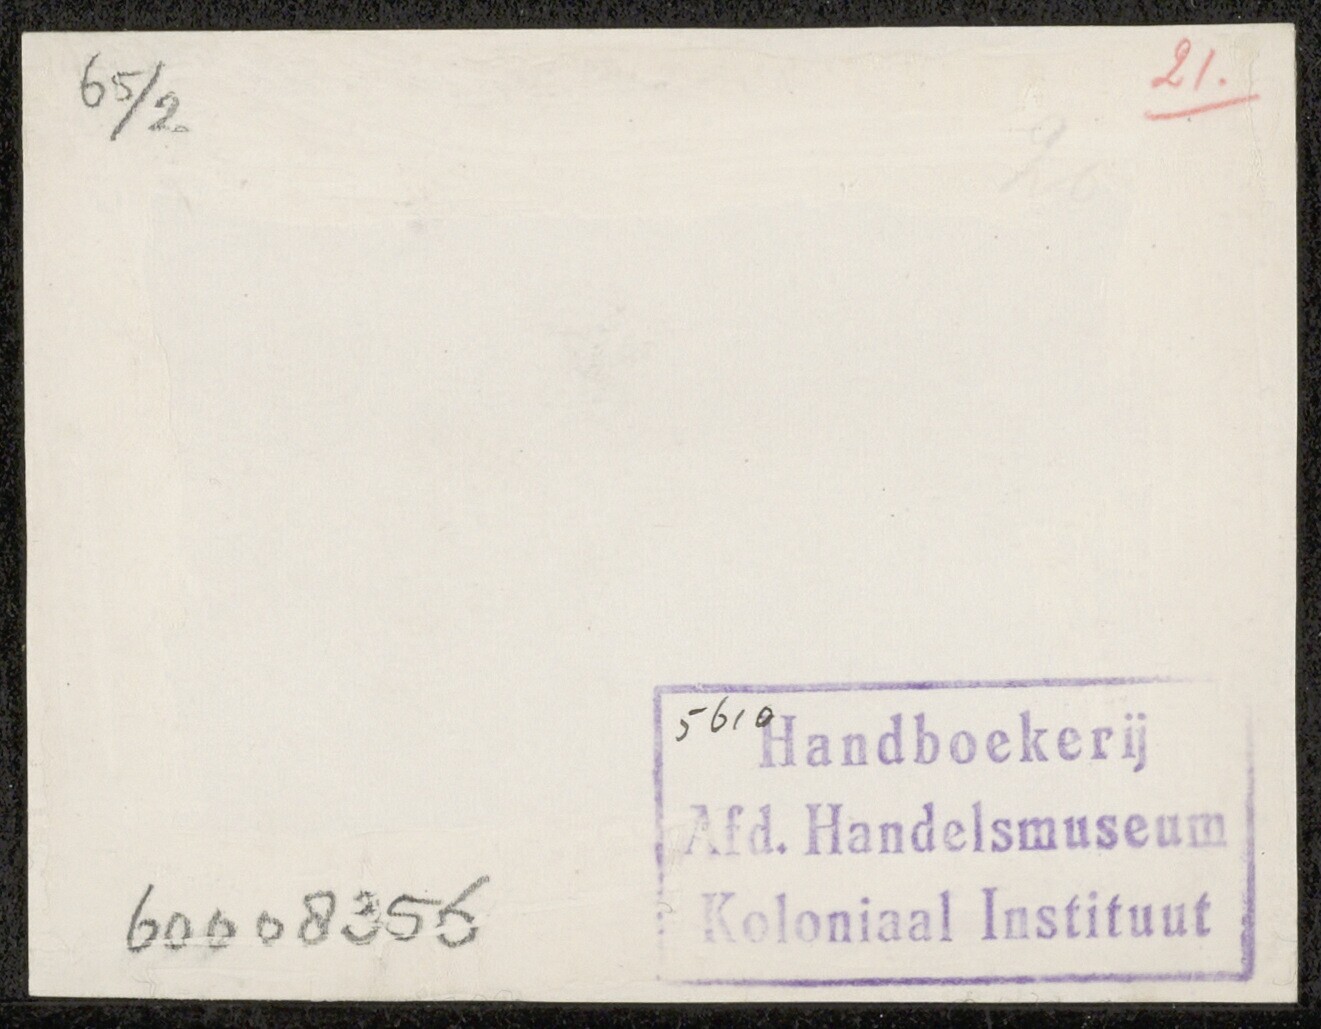 65/2
21.
5610
Handboekerij
Afd. Handelsmuseum
Koloniaal Instituut
60008355